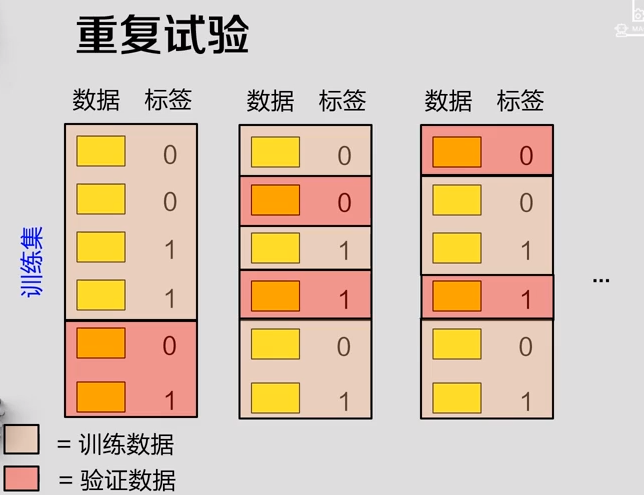 重复试验
数据 标签 数据 标签 数据 标签
0 0 0
0 0 0
1 1 1
1 1 1
0 0 0
1 1 1
训练集
...
= 训练数据
= 验证数据